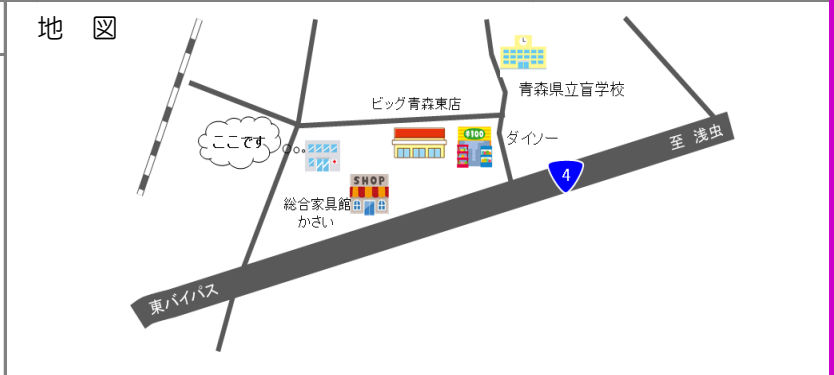 地　図
ビッグ青森東店
青森県立盲学校
ここです
ダイソー
¥100
至 浅虫
SHOP
4
総合家具館
かさい
東バイパス